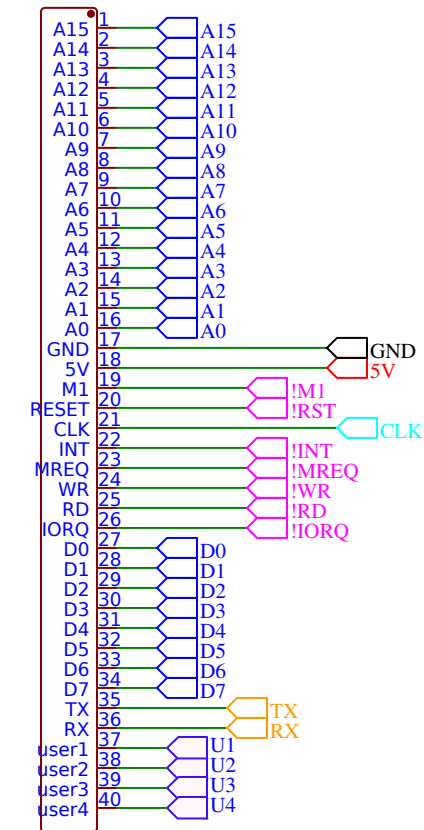 A15 1 A15
A14 2 A14
A13 3 A13
A12 4 A12
A11 5 A11
A10 6 A10
A9 7 A9
A8 8 A8
A7 9 A7
A6 10 A6
A5 11 A5
A4 12 A4
A3 13 A3
A2 14 A2
A1 15 A1
A0 16 A0
GND 17 GND
5V 18 5V
M1 19 !M1
RESET 20 !RST
CLK 21 CLK
INT 22 !INT
MREQ 23 !MREQ
WR 24 !WR
RD 25 !RD
IORQ 26 !IORQ
D0 27 D0
D1 28 D1
D2 29 D2
D3 30 D3
D4 31 D4
D5 32 D5
D6 33 D6
D7 34 D7
TX 35 TX
RX 36 RX
user1 37 U1
user2 38 U2
user3 39 U3
user4 40 U4